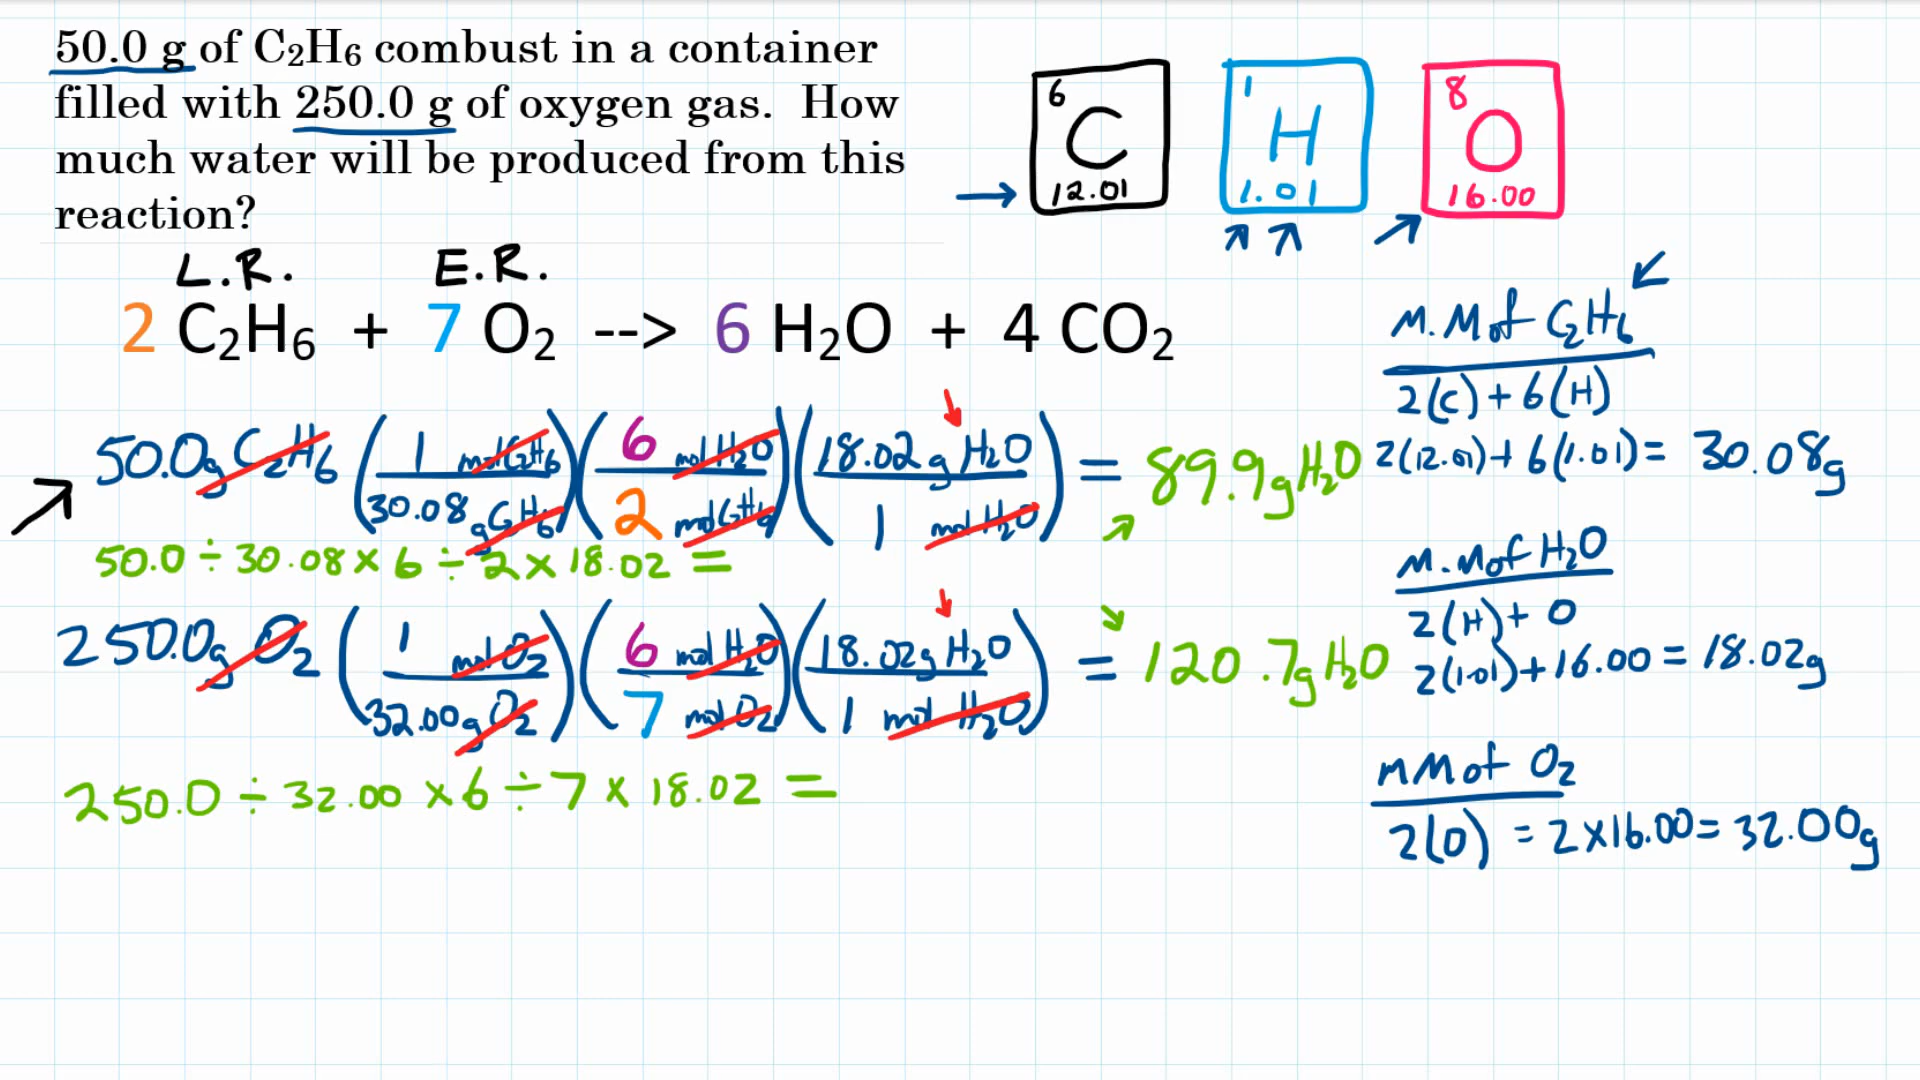 50.0 g of C₂H₆ combust in a container
filled with 250.0 g of oxygen gas. How
much water will be produced from this
reaction?
6
C
12.01
1
H
1.01
8
O
16.00
L.R. E.R.
2 C₂H₆ + 7 O₂ --> 6 H₂O + 4 CO₂
50.0g C₂H₆ (1 mol C₂H₆ / 30.08 g C₂H₆)(6 mol H₂O / 2 mol C₂H₆)(18.02 g H₂O / 1 mol H₂O) = 89.9g H₂O
50.0 ÷ 30.08 × 6 ÷ 2 × 18.02 =
250.0g O₂ (1 mol O₂ / 32.00g O₂)(6 mol H₂O / 7 mol O₂)(18.02g H₂O / 1 mol H₂O) = 120.7g H₂O
250.0 ÷ 32.00 × 6 ÷ 7 × 18.02 =
M.M of C₂H₆
2(C) + 6(H)
2(12.01) + 6(1.01) = 30.08g
M.M of H₂O
2(H) + O
2(1.01) + 16.00 = 18.02g
MM of O₂
2(O) = 2 × 16.00 = 32.00g